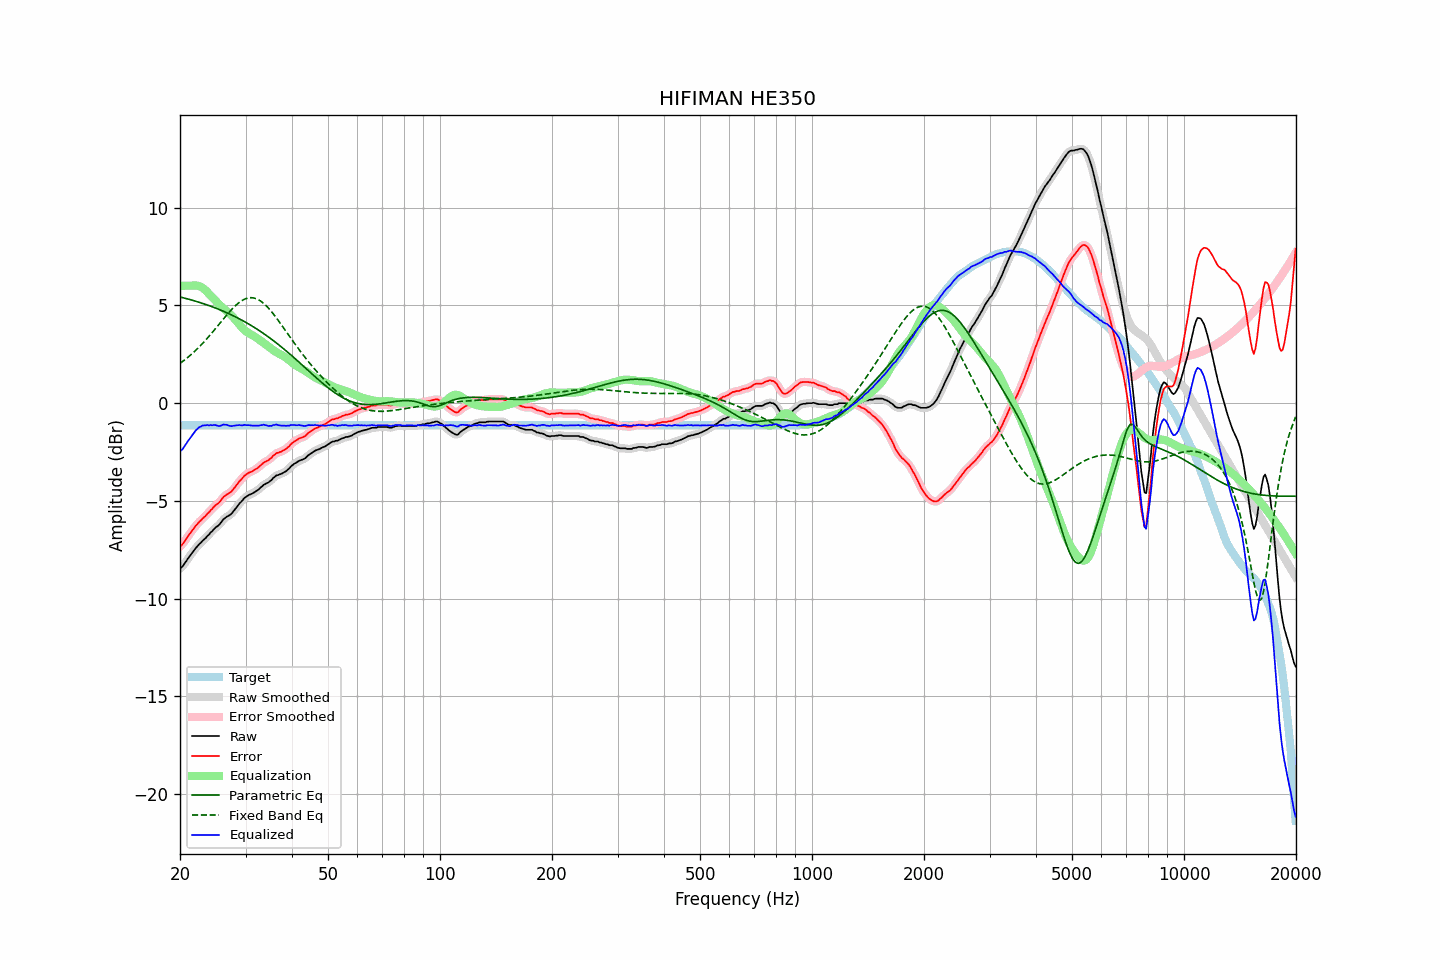 HIFIMAN HE350
Amplitude (dBr)
10
5
0
−5
−10
−15
−20
Target
Raw Smoothed
Error Smoothed
Raw
Error
Equalization
Parametric Eq
Fixed Band Eq
Equalized
20
50
100
200
500
1000
2000
5000
10000
20000
Frequency (Hz)